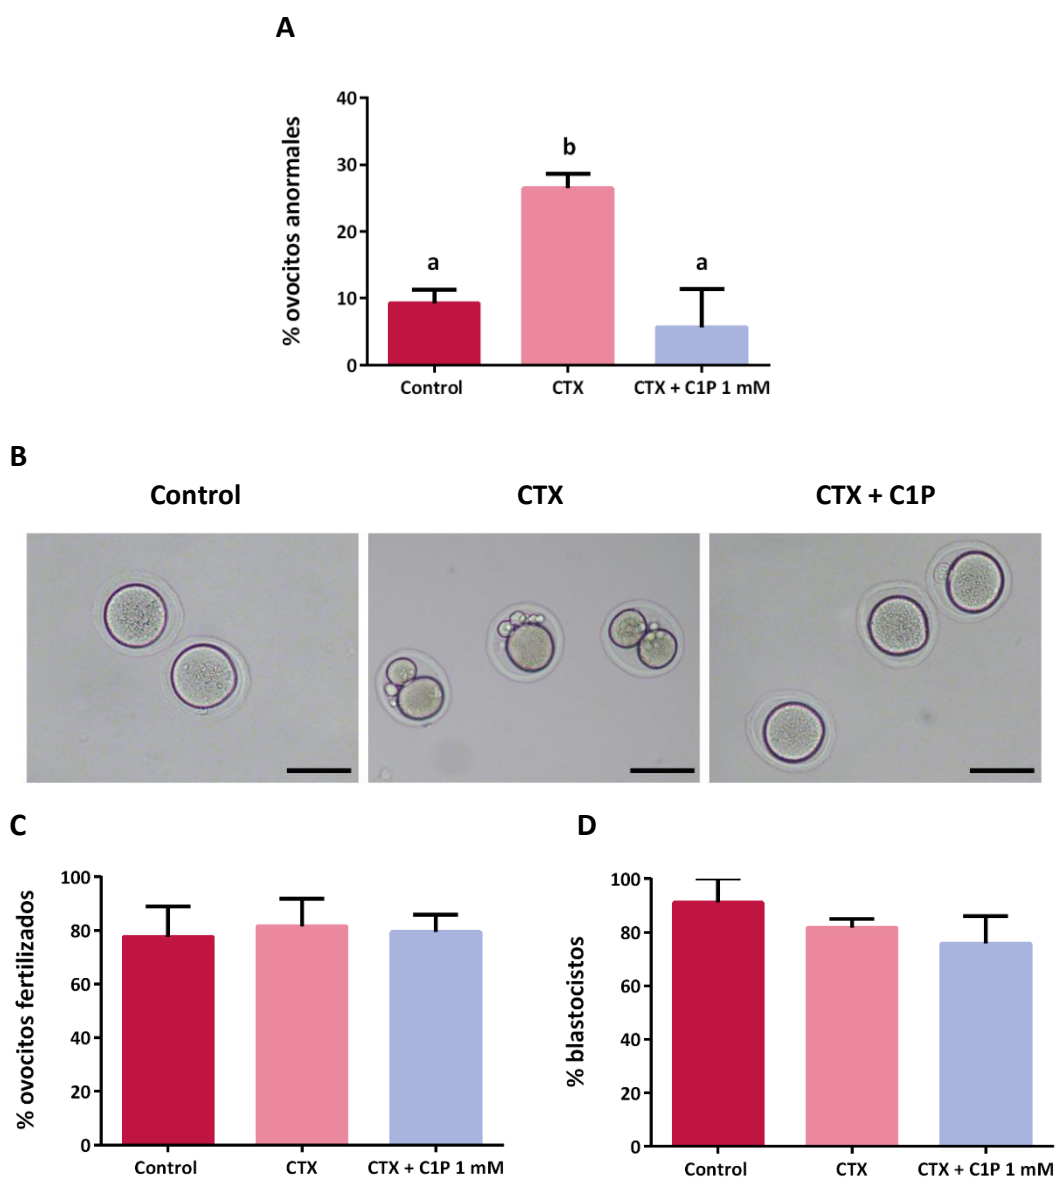 A
% ovocitos anormales
40
30
20
10
0
a
b
a
Control
CTX
CTX + C1P 1 mM
B
Control
CTX
CTX + C1P
C
% ovocitos fertilizados
100
80
60
40
20
0
Control
CTX
CTX + C1P 1 mM
D
% blastocistos
100
80
60
40
20
0
Control
CTX
CTX + C1P 1 mM